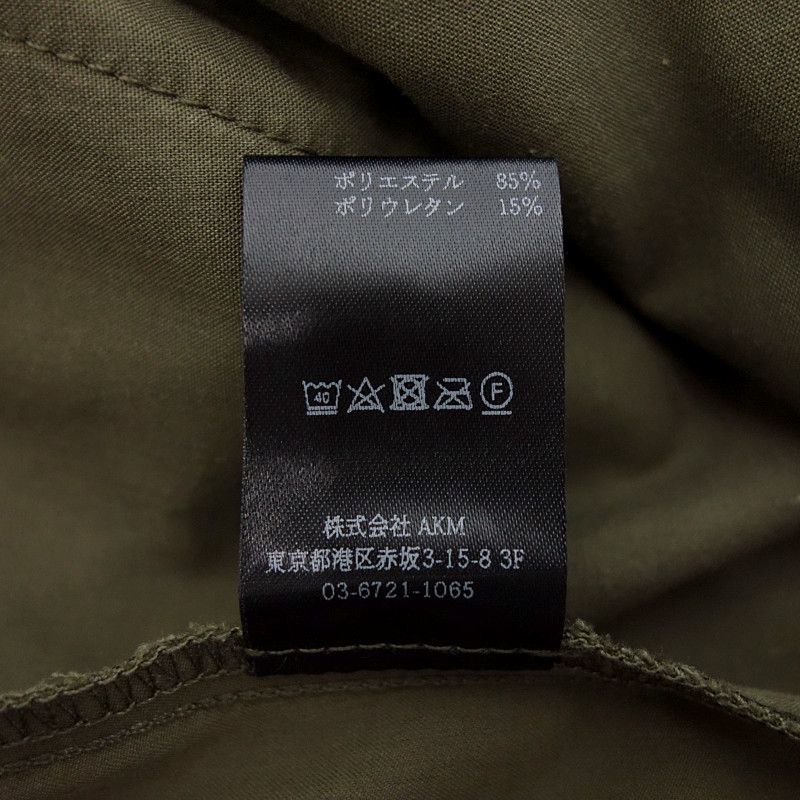 ポリエステル 85%
ポリウレタン 15%
40 F
株式会社 AKM
東京都港区赤坂3-15-8 3F
03-6721-1065